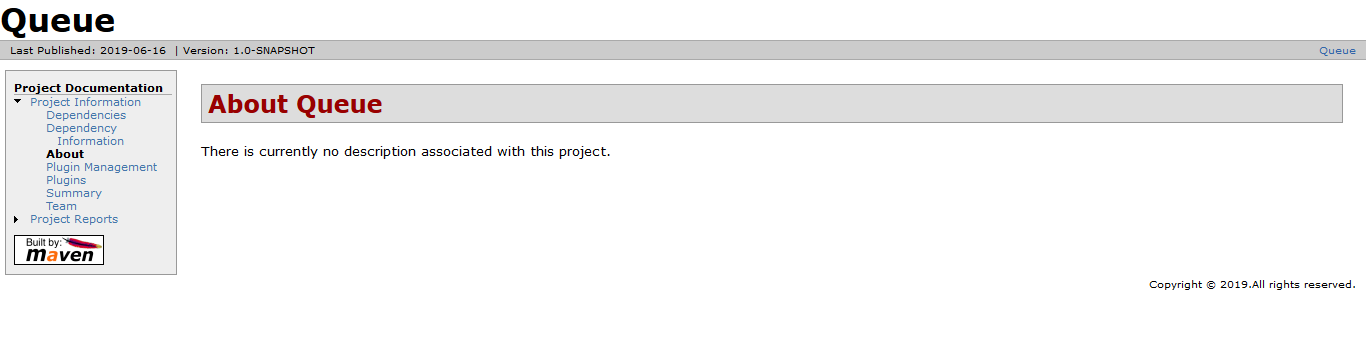 Queue
Last Published: 2019-06-16 | Version: 1.0-SNAPSHOT
Queue
Project Documentation
Project Information
Dependencies
Dependency
Information
About
Plugin Management
Plugins
Summary
Team
Project Reports
Built by:
maven
About Queue
There is currently no description associated with this project.
Copyright © 2019.All rights reserved.